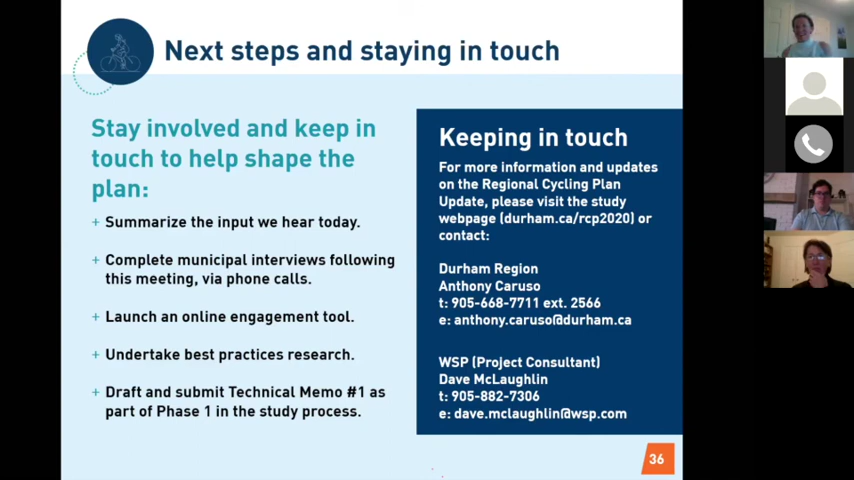 Next steps and staying in touch
Stay involved and keep in
touch to help shape the
plan:
+ Summarize the input we hear today.
+ Complete municipal interviews following
this meeting, via phone calls.
+ Launch an online engagement tool.
+ Undertake best practices research.
+ Draft and submit Technical Memo #1 as
part of Phase 1 in the study process.
Keeping in touch
For more information and updates
on the Regional Cycling Plan
Update, please visit the study
webpage (durham.ca/rcp2020) or
contact:
Durham Region
Anthony Caruso
t: 905-668-7711 ext. 2566
e: anthony.caruso@durham.ca
WSP (Project Consultant)
Dave McLaughlin
t: 905-882-7306
e: dave.mclaughlin@wsp.com
36